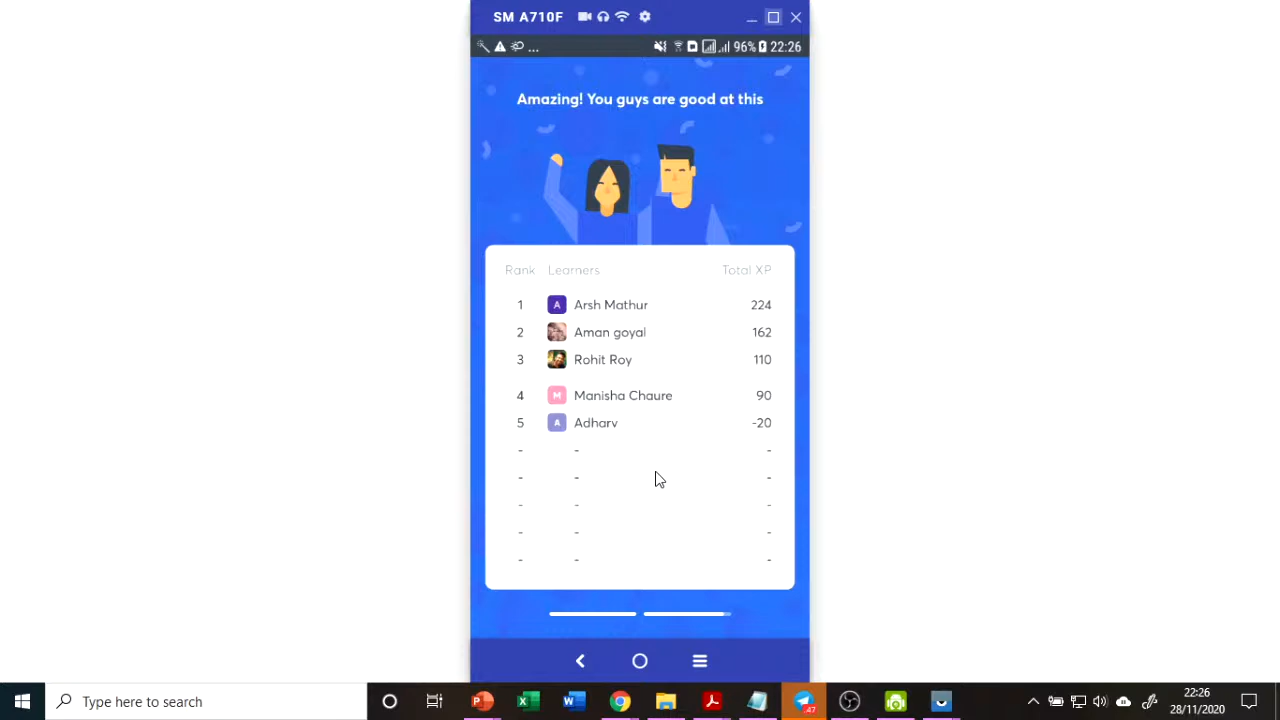 SM A710F
... 96% 22:26
Amazing! You guys are good at this
Rank Learners Total XP
1 A Arsh Mathur 224
2 Aman goyal 162
3 Rohit Roy 110
4 M Manisha Chaure 90
5 A Adharv -20
- - -
- - -
- - -
- - -
- - -
Type here to search
47
22:26
28/11/2020